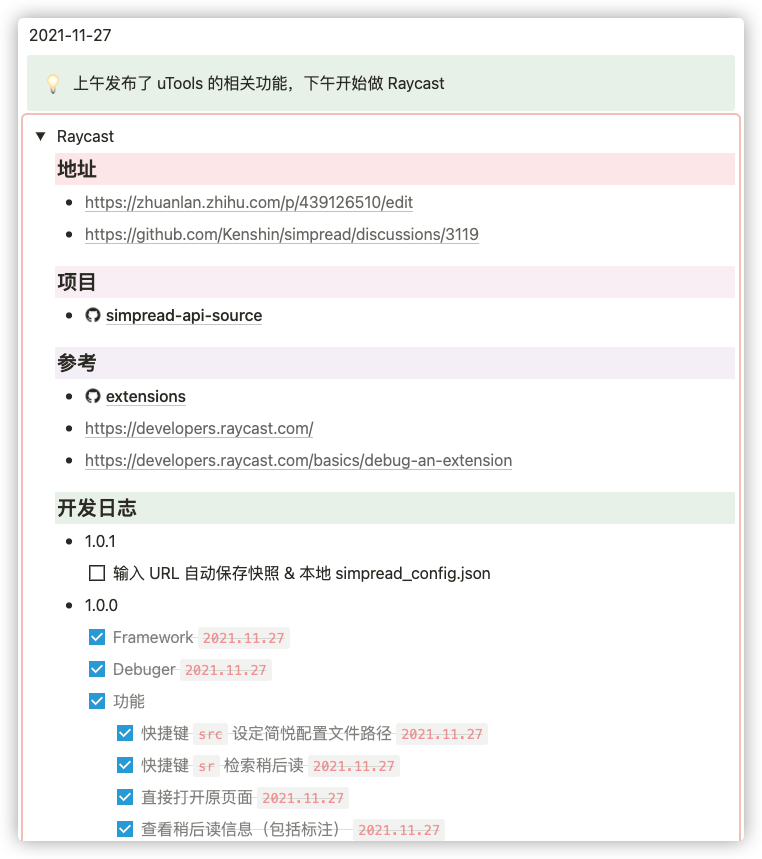 2021-11-27
💡 上午发布了 uTools 的相关功能，下午开始做 Raycast
▼ Raycast
地址
• https://zhuanlan.zhihu.com/p/439126510/edit
• https://github.com/Kenshin/simpread/discussions/3119
项目
• simpread-api-source
参考
• extensions
• https://developers.raycast.com/
• https://developers.raycast.com/basics/debug-an-extension
开发日志
• 1.0.1
输入 URL 自动保存快照 & 本地 simpread_config.json
• 1.0.0
Framework 2021.11.27
Debuger 2021.11.27
功能
快捷键 src 设定简悦配置文件路径 2021.11.27
快捷键 sr 检索稍后读 2021.11.27
直接打开原页面 2021.11.27
查看稍后读信息（包括标注） 2021.11.27